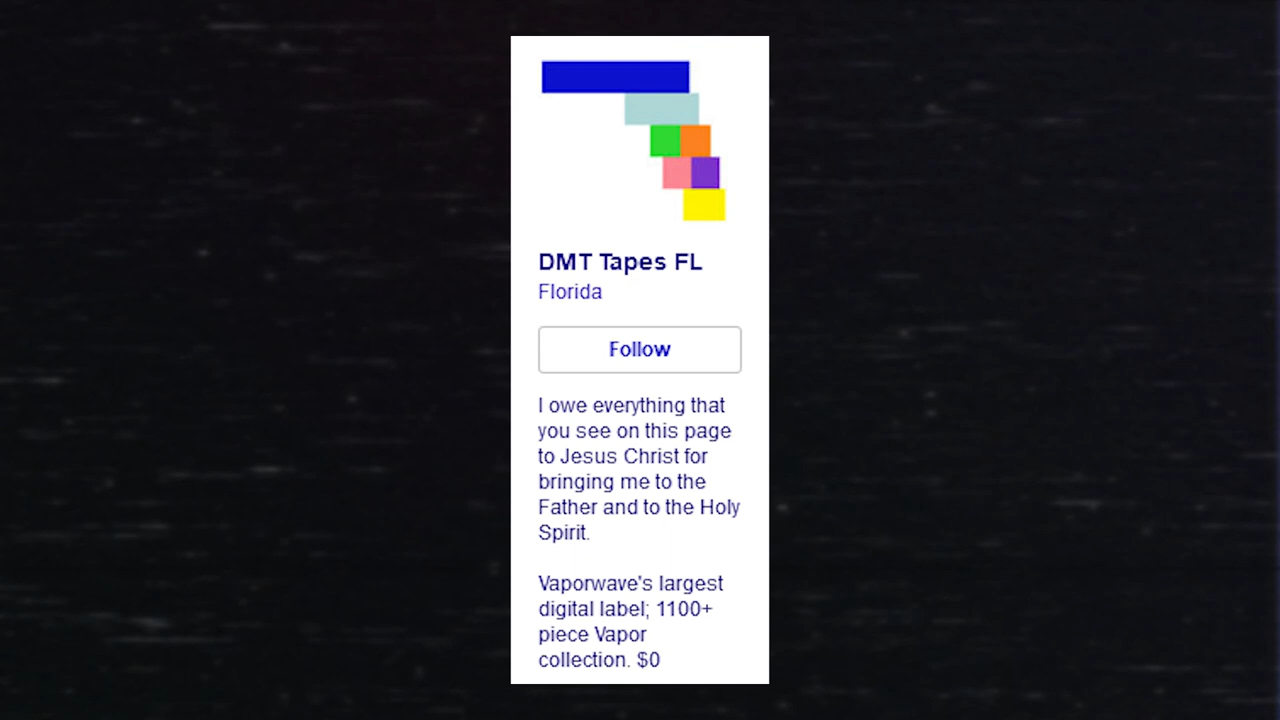 DMT Tapes FL
Florida
Follow
I owe everything that
you see on this page
to Jesus Christ for
bringing me to the
Father and to the Holy
Spirit.
Vaporwave's largest
digital label; 1100+
piece Vapor
collection. $0